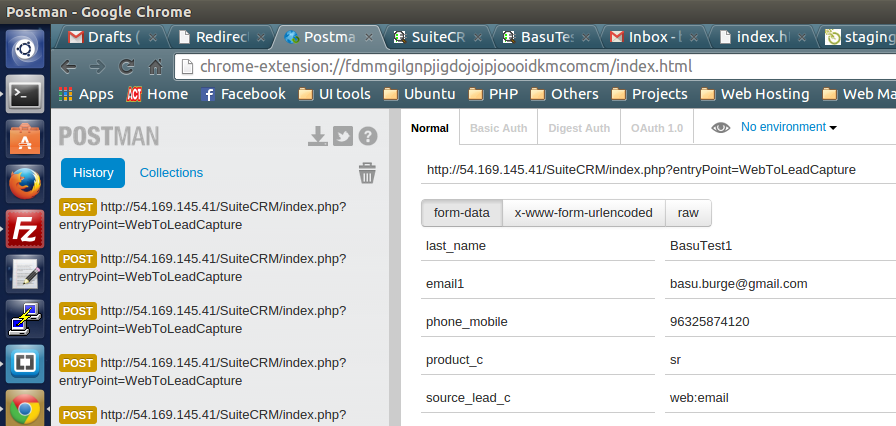 Postman - Google Chrome
Drafts (
Redirec
Postma
SuiteCR
BasuTes
Inbox - b
index.ht
staging
chrome-extension://fdmmgilgnpjigdojojpjoooidkmcomcm/index.html
Apps
ACT Home
Facebook
UI tools
Ubuntu
PHP
Others
Projects
Web Hosting
Web Ma
POSTMAN
Normal
Basic Auth
Digest Auth
OAuth 1.0
No environment
History
Collections
http://54.169.145.41/SuiteCRM/index.php?entryPoint=WebToLeadCapture
POST http://54.169.145.41/SuiteCRM/index.php?
entryPoint=WebToLeadCapture
POST http://54.169.145.41/SuiteCRM/index.php?
entryPoint=WebToLeadCapture
POST http://54.169.145.41/SuiteCRM/index.php?
entryPoint=WebToLeadCapture
POST http://54.169.145.41/SuiteCRM/index.php?
entryPoint=WebToLeadCapture
POST http://54.169.145.41/SuiteCRM/index.php?
form-data
x-www-form-urlencoded
raw
last_name BasuTest1
email1 basu.burge@gmail.com
phone_mobile 96325874120
product_c sr
source_lead_c web:email